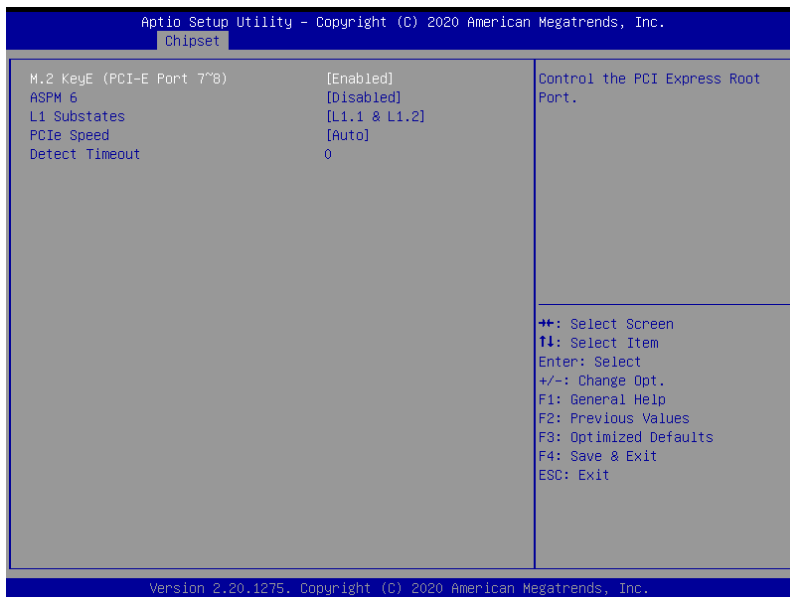 Aptio Setup Utility – Copyright (C) 2020 American Megatrends, Inc.
Chipset
M.2 KeyE (PCI-E Port 7~8) [Enabled]
ASPM 6 [Disabled]
L1 Substates [L1.1 & L1.2]
PCIe Speed [Auto]
Detect Timeout 0
Control the PCI Express Root
Port.
→←: Select Screen
↑↓: Select Item
Enter: Select
+/-: Change Opt.
F1: General Help
F2: Previous Values
F3: Optimized Defaults
F4: Save & Exit
ESC: Exit
Version 2.20.1275. Copyright (C) 2020 American Megatrends, Inc.